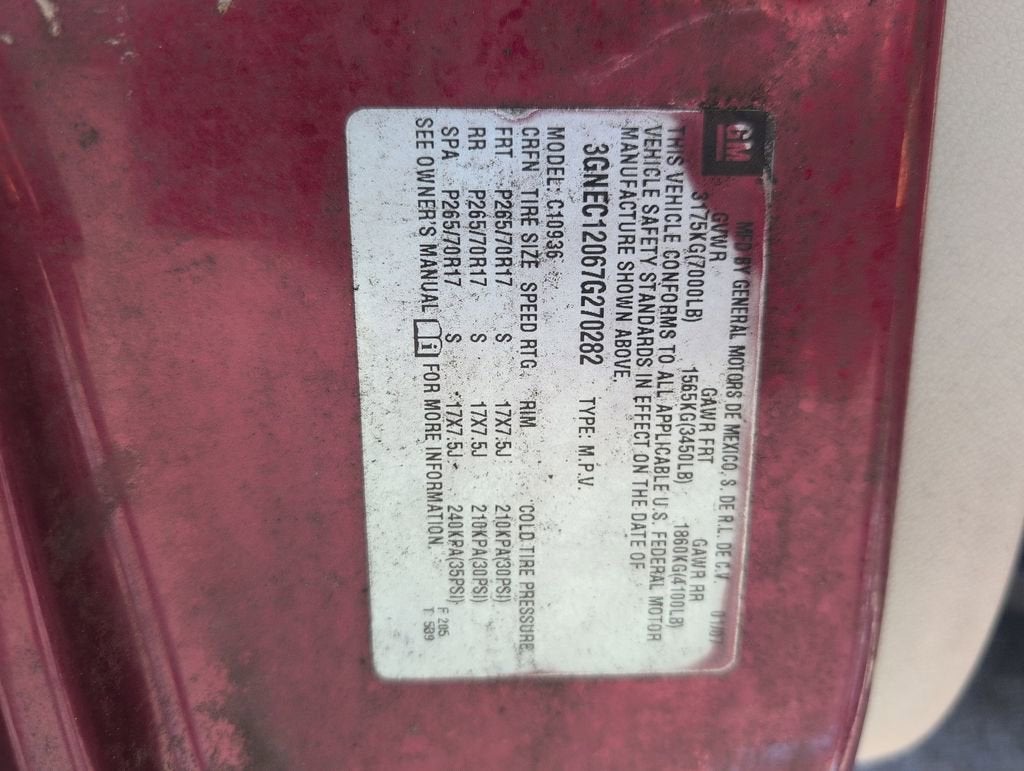 GM
MFD BY GENERAL MOTORS DE MEXICO, S. DE R.L. DE C.V. 01/07
GVWR GAWR FRT GAWR RR
3175KG(7000LB) 1565KG(3450LB) 1860KG(4100LB)
THIS VEHICLE CONFORMS TO ALL APPLICABLE U.S. FEDERAL MOTOR
VEHICLE SAFETY STANDARDS IN EFFECT ON THE DATE OF
MANUFACTURE SHOWN ABOVE.
3GNEC12067G270282 TYPE: M.P.V.
MODEL: C10936
CRFN TIRE SIZE SPEED RTG RIM COLD TIRE PRESSURE
FRT P265/70R17 S 17X7.5J 210KPA(30PSI)
RR P265/70R17 S 17X7.5J 210KPA(30PSI)
SPA P265/70R17 S 17X7.5J 240KPA(35PSI)
SEE OWNER'S MANUAL i FOR MORE INFORMATION.
F 205
T 589